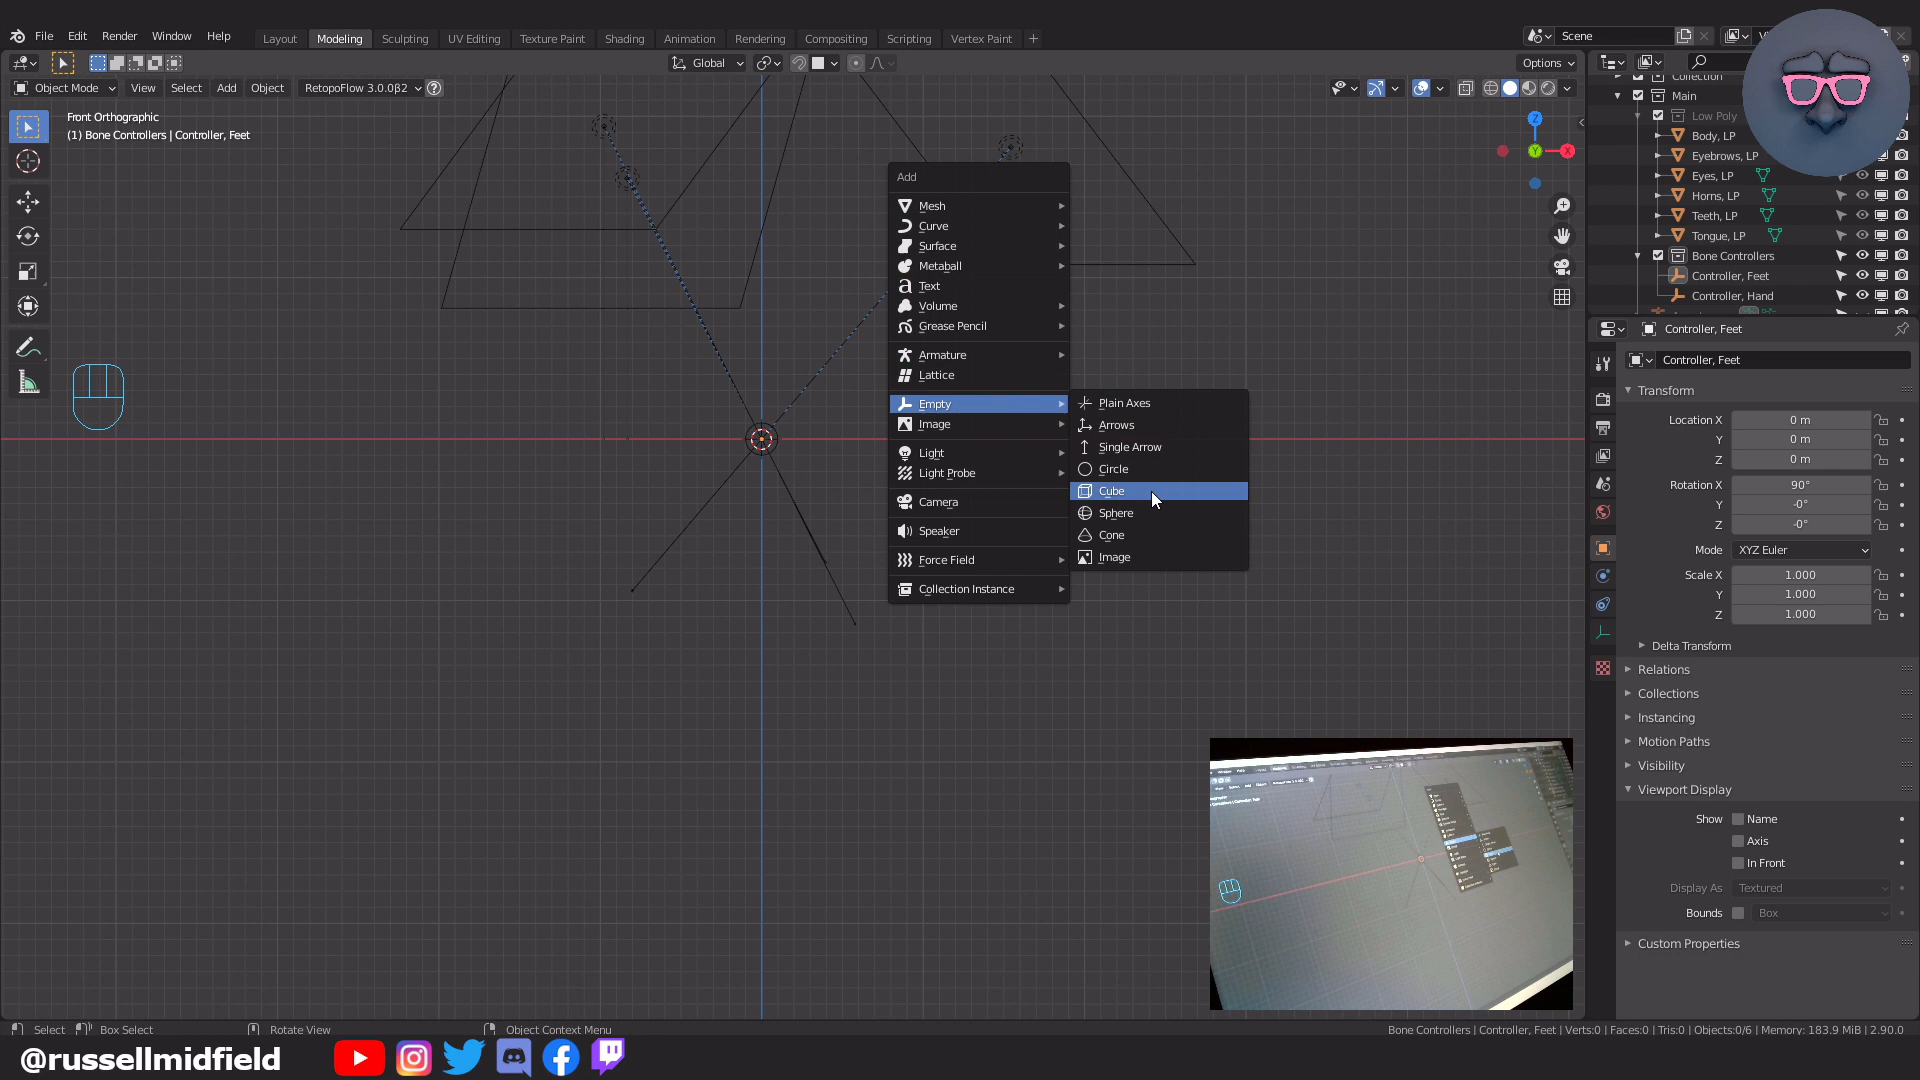 File Edit Render Window Help
Layout Modeling Sculpting UV Editing Texture Paint Shading Animation Rendering Compositing Scripting Vertex Paint +
Scene
Global
Options
Object Mode View Select Add Object RetopoFlow 3.0.0β2
Front Orthographic
(1) Bone Controllers | Controller, Feet
Z
Y
X
Add
Mesh
Curve
Surface
Metaball
Text
Volume
Grease Pencil
Armature
Lattice
Empty
Image
Light
Light Probe
Camera
Speaker
Force Field
Collection Instance
Plain Axes
Arrows
Single Arrow
Circle
Cube
Sphere
Cone
Image
Collection
Main
Low Poly
Body, LP
Eyebrows, LP
Eyes, LP
Horns, LP
Teeth, LP
Tongue, LP
Bone Controllers
Controller, Feet
Controller, Hand
Controller, Feet
Controller, Feet
Transform
Location X 0 m
Y 0 m
Z 0 m
Rotation X 90°
Y -0°
Z -0°
Mode XYZ Euler
Scale X 1.000
Y 1.000
Z 1.000
Delta Transform
Relations
Collections
Instancing
Motion Paths
Visibility
Viewport Display
Show Name
Axis
In Front
Display As Textured
Bounds Box
Custom Properties
Select Box Select Rotate View Object Context Menu
Bone Controllers | Controller, Feet | Verts:0 | Faces:0 | Tris:0 | Objects:0/6 | Memory: 183.9 MiB | 2.90.0
@russellmidfield